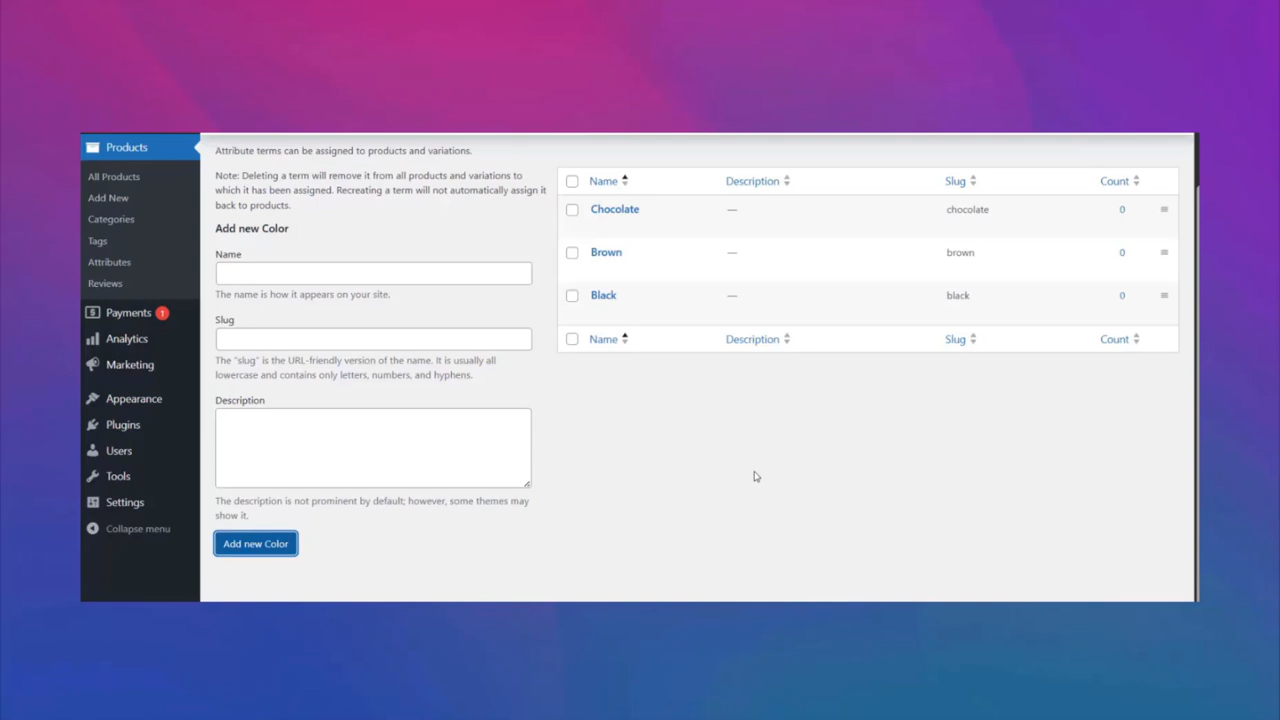 Products
All Products
Add New
Categories
Tags
Attributes
Reviews
Payments 1
Analytics
Marketing
Appearance
Plugins
Users
Tools
Settings
Collapse menu
Attribute terms can be assigned to products and variations.
Note: Deleting a term will remove it from all products and variations to
which it has been assigned. Recreating a term will not automatically assign it
back to products.
Add new Color
Name
The name is how it appears on your site.
Slug
The "slug" is the URL-friendly version of the name. It is usually all
lowercase and contains only letters, numbers, and hyphens.
Description
The description is not prominent by default; however, some themes may
show it.
Add new Color
Name Description Slug Count
Chocolate — chocolate 0
Brown — brown 0
Black — black 0
Name Description Slug Count